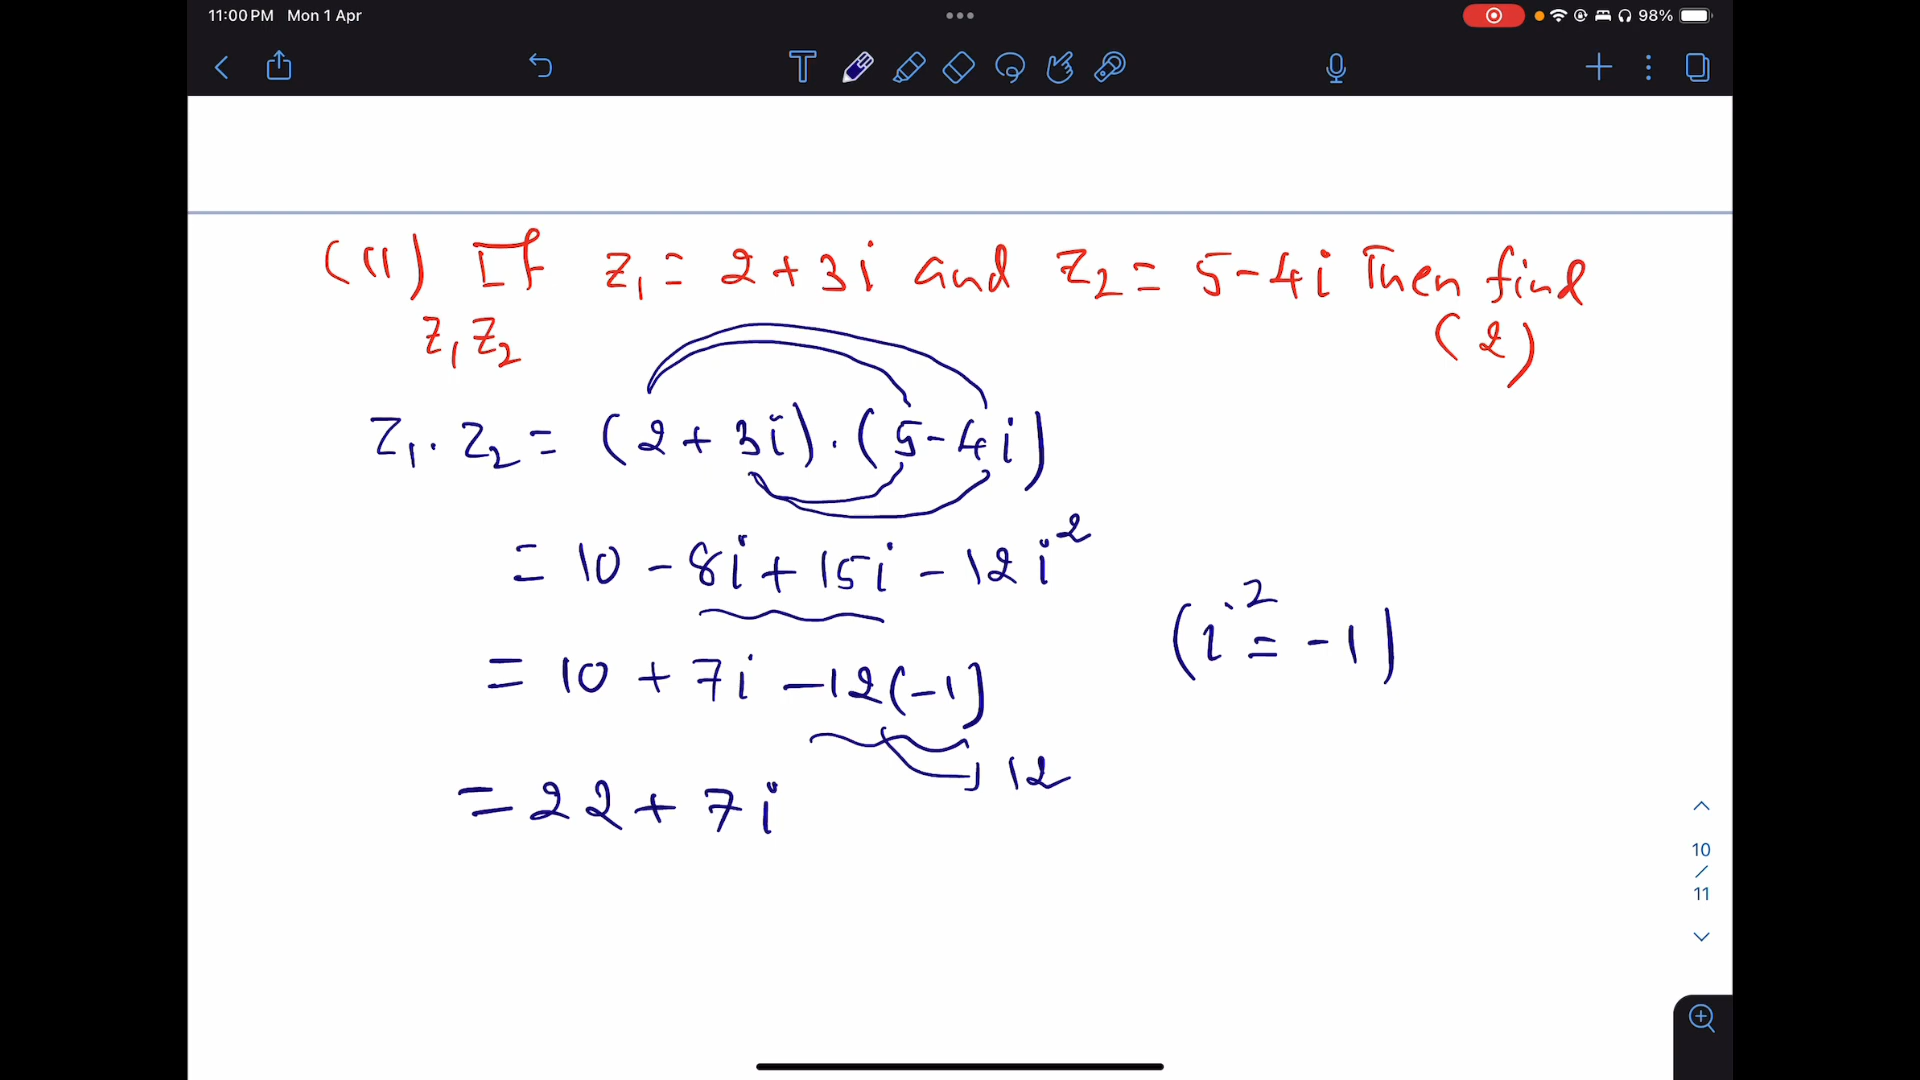 11:00 PM Mon 1 Apr
98%
(11) If z₁ = 2 + 3i and z₂ = 5 - 4i Then find
z₁z₂ (2)
z₁ . z₂ = (2 + 3i) . (5 - 4i)
= 10 - 8i + 15i - 12i²
(i² = -1)
= 10 + 7i - 12(-1)
12
= 22 + 7i
10
/
11